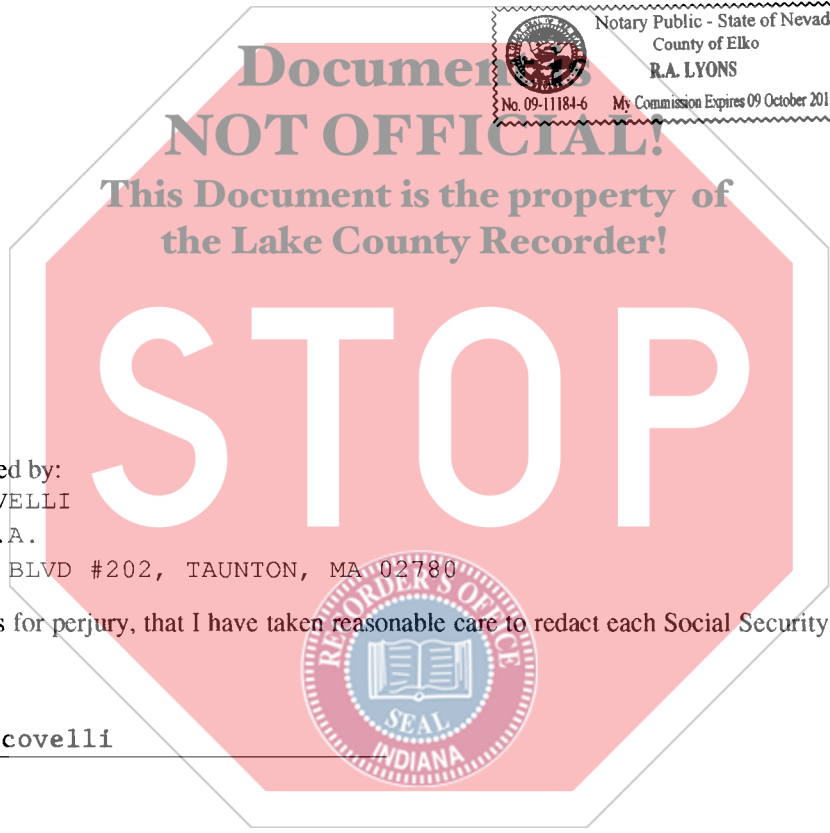 Notary Public - State of Nevad
County of Elko
R.A. LYONS
No. 09-11184-6 My Commission Expires 09 October 201
Document is
NOT OFFICIAL!
This Document is the property of
the Lake County Recorder!
STOP
ed by:
VELLI
.A.
BLVD #202, TAUNTON, MA 02780
s for perjury, that I have taken reasonable care to redact each Social Security
covelli
RECORDER'S OFFICE
SEAL
INDIANA